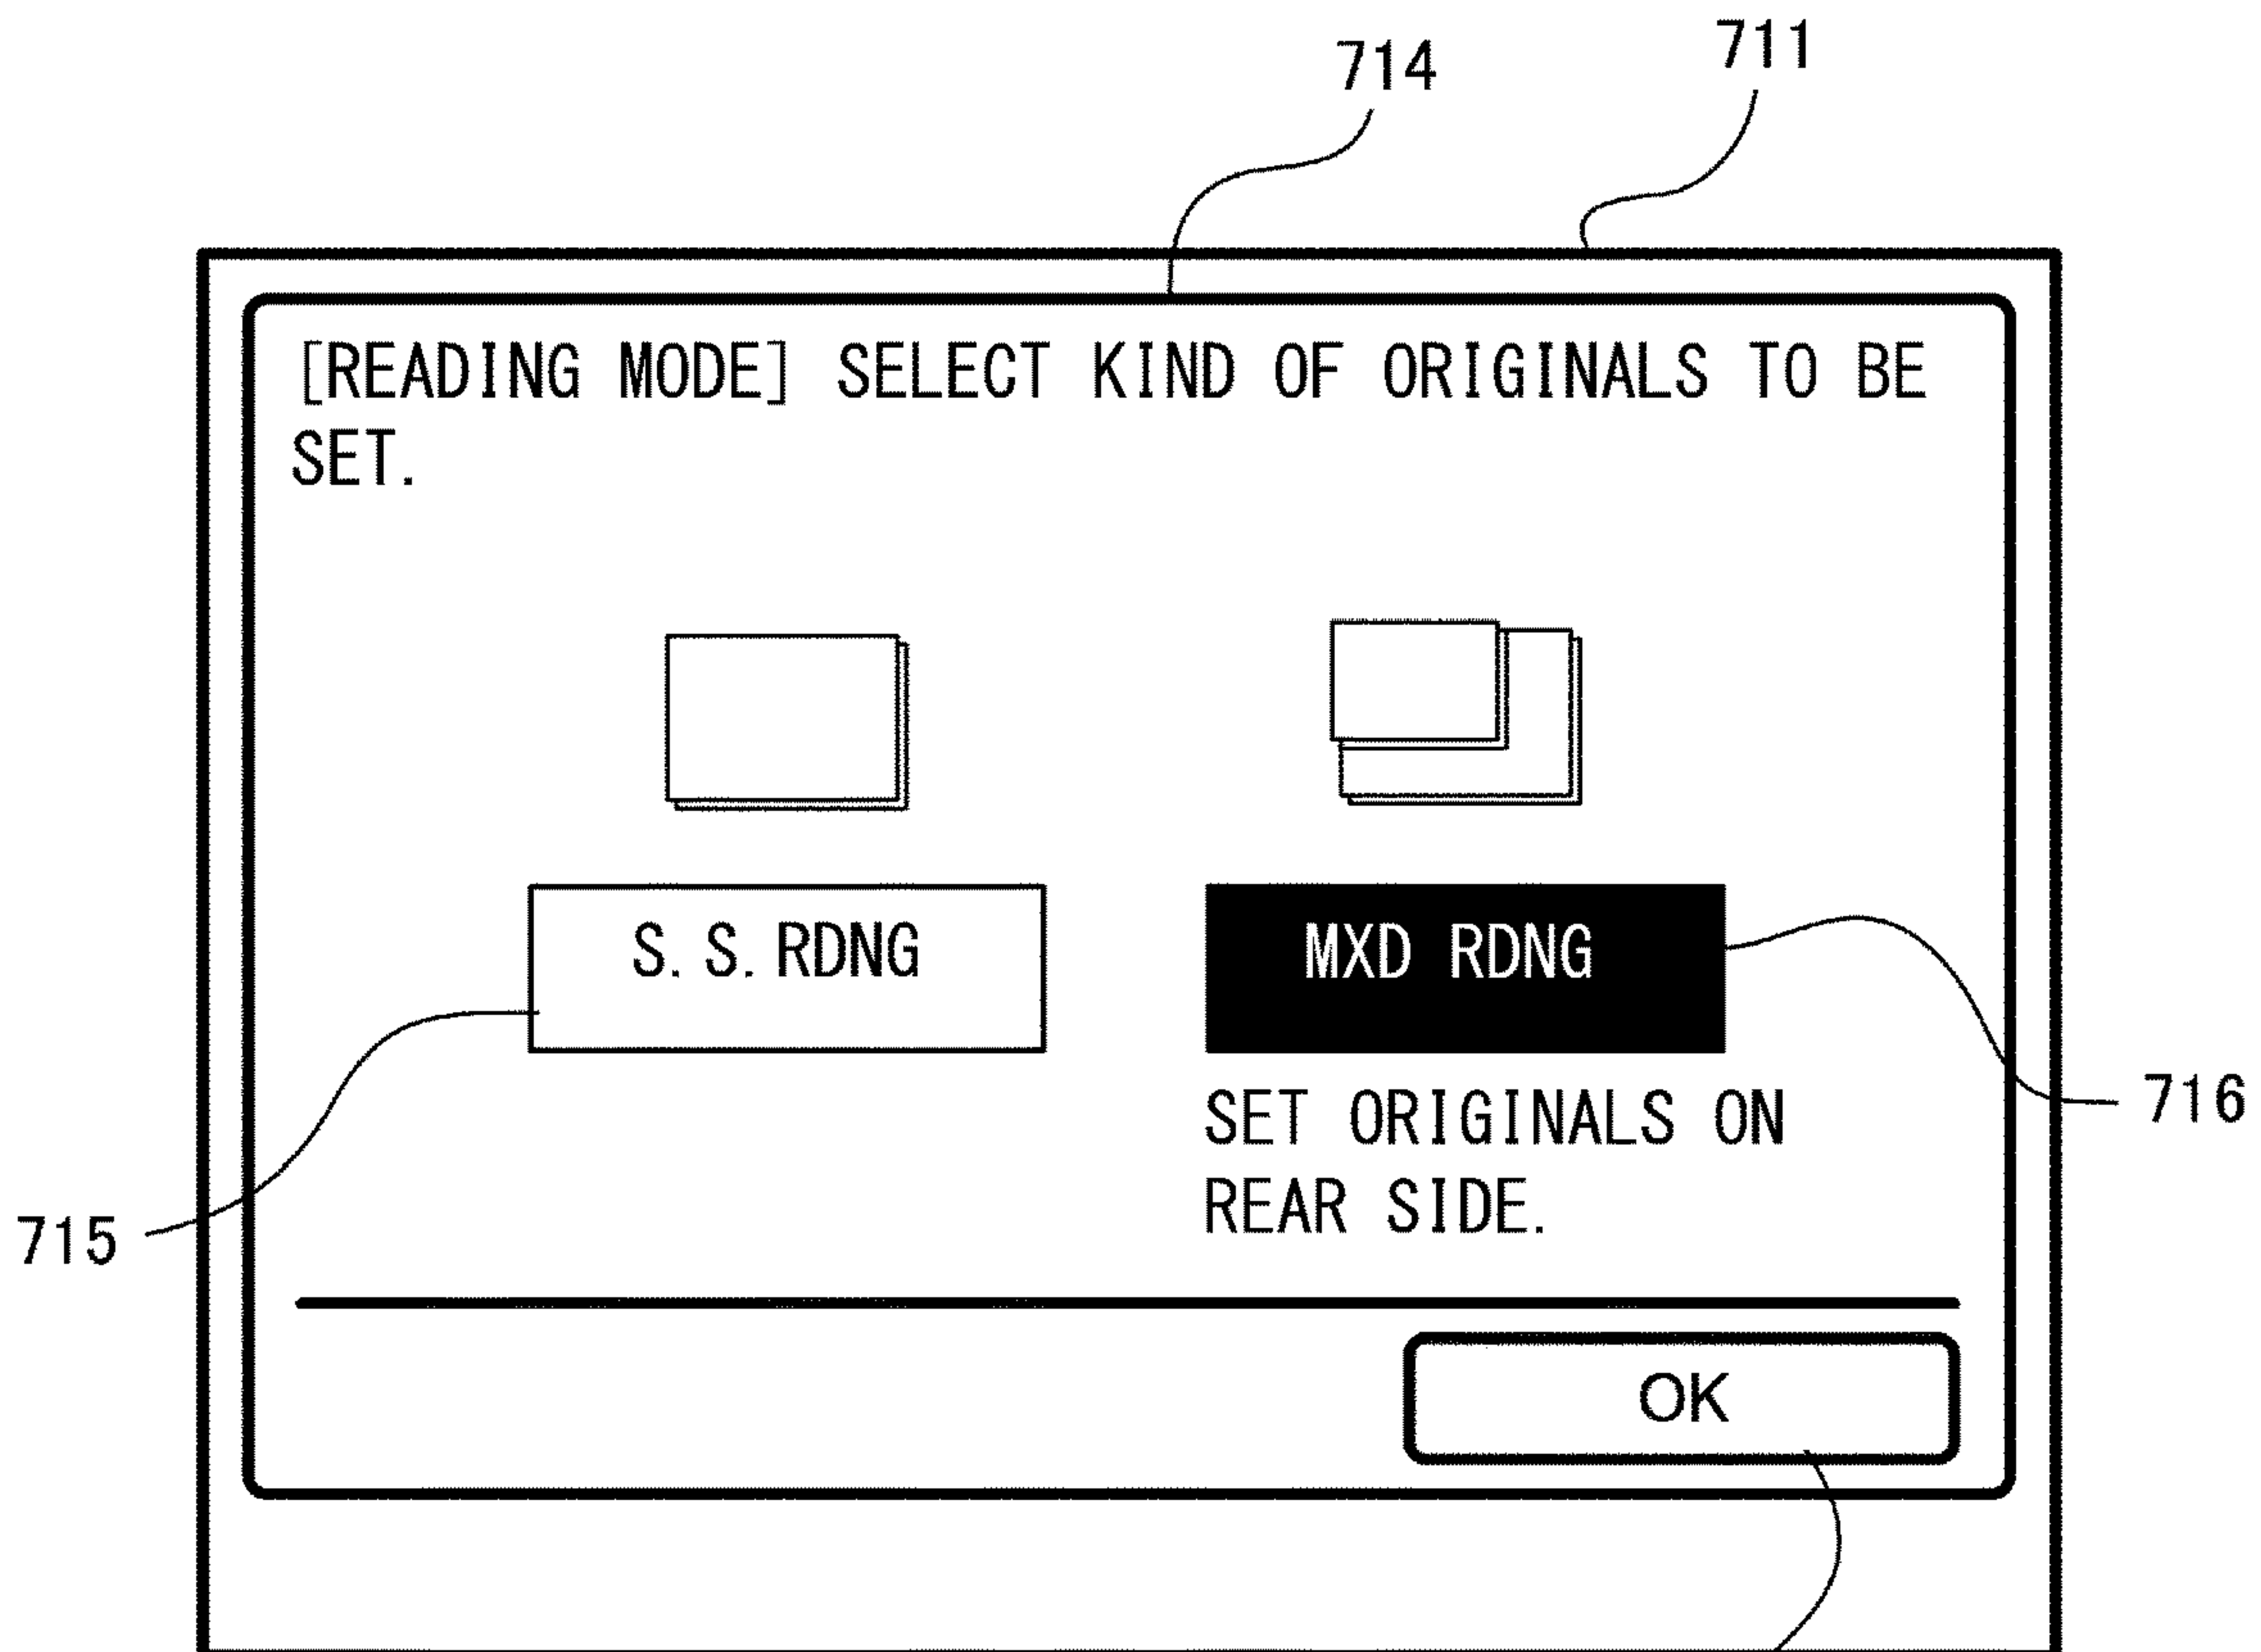 714
711
[READING MODE] SELECT KIND OF ORIGINALS TO BE
SET.
S.S.RDNG
MXD RDNG
SET ORIGINALS ON
REAR SIDE.
716
715
OK